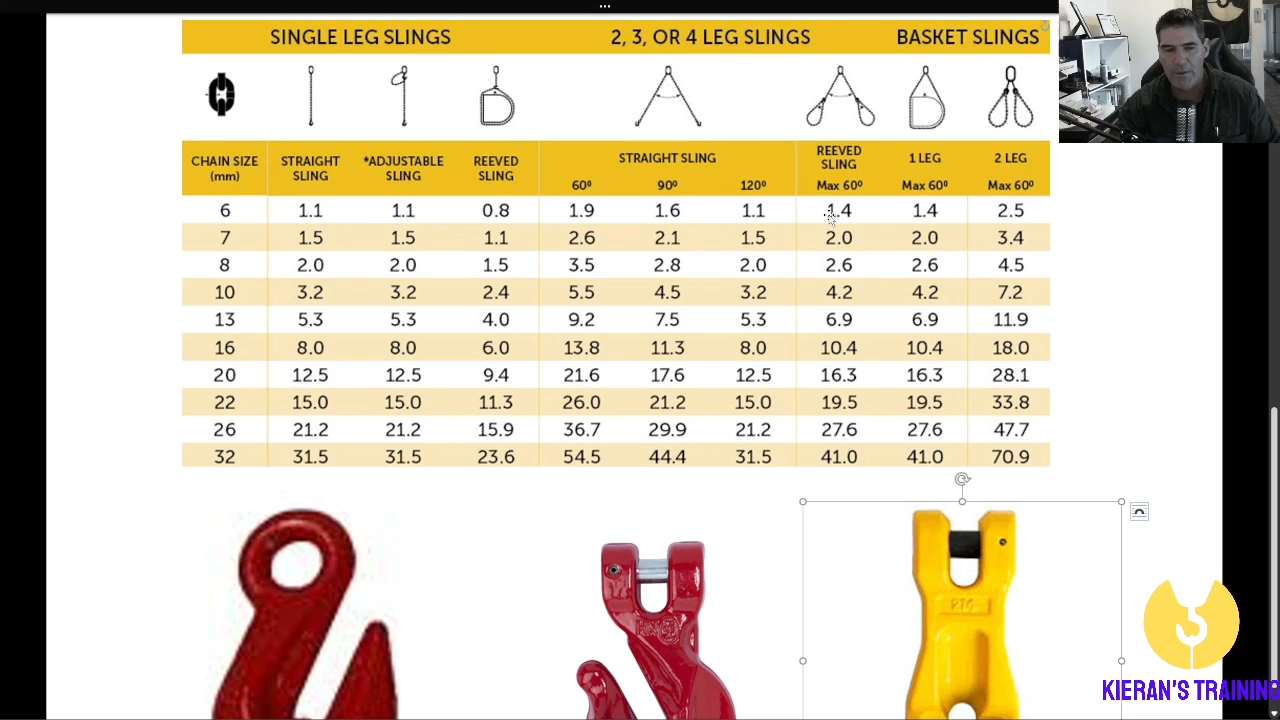 SINGLE LEG SLINGS 2, 3, OR 4 LEG SLINGS BASKET SLINGS
CHAIN SIZE (mm) STRAIGHT SLING *ADJUSTABLE SLING REEVED SLING STRAIGHT SLING REEVED SLING 1 LEG 2 LEG
60º 90º 120º Max 60º Max 60º Max 60º
6 1.1 1.1 0.8 1.9 1.6 1.1 1.4 1.4 2.5
7 1.5 1.5 1.1 2.6 2.1 1.5 2.0 2.0 3.4
8 2.0 2.0 1.5 3.5 2.8 2.0 2.6 2.6 4.5
10 3.2 3.2 2.4 5.5 4.5 3.2 4.2 4.2 7.2
13 5.3 5.3 4.0 9.2 7.5 5.3 6.9 6.9 11.9
16 8.0 8.0 6.0 13.8 11.3 8.0 10.4 10.4 18.0
20 12.5 12.5 9.4 21.6 17.6 12.5 16.3 16.3 28.1
22 15.0 15.0 11.3 26.0 21.2 15.0 19.5 19.5 33.8
26 21.2 21.2 15.9 36.7 29.9 21.2 27.6 27.6 47.7
32 31.5 31.5 23.6 54.5 44.4 31.5 41.0 41.0 70.9
KIERAN'S TRAINING